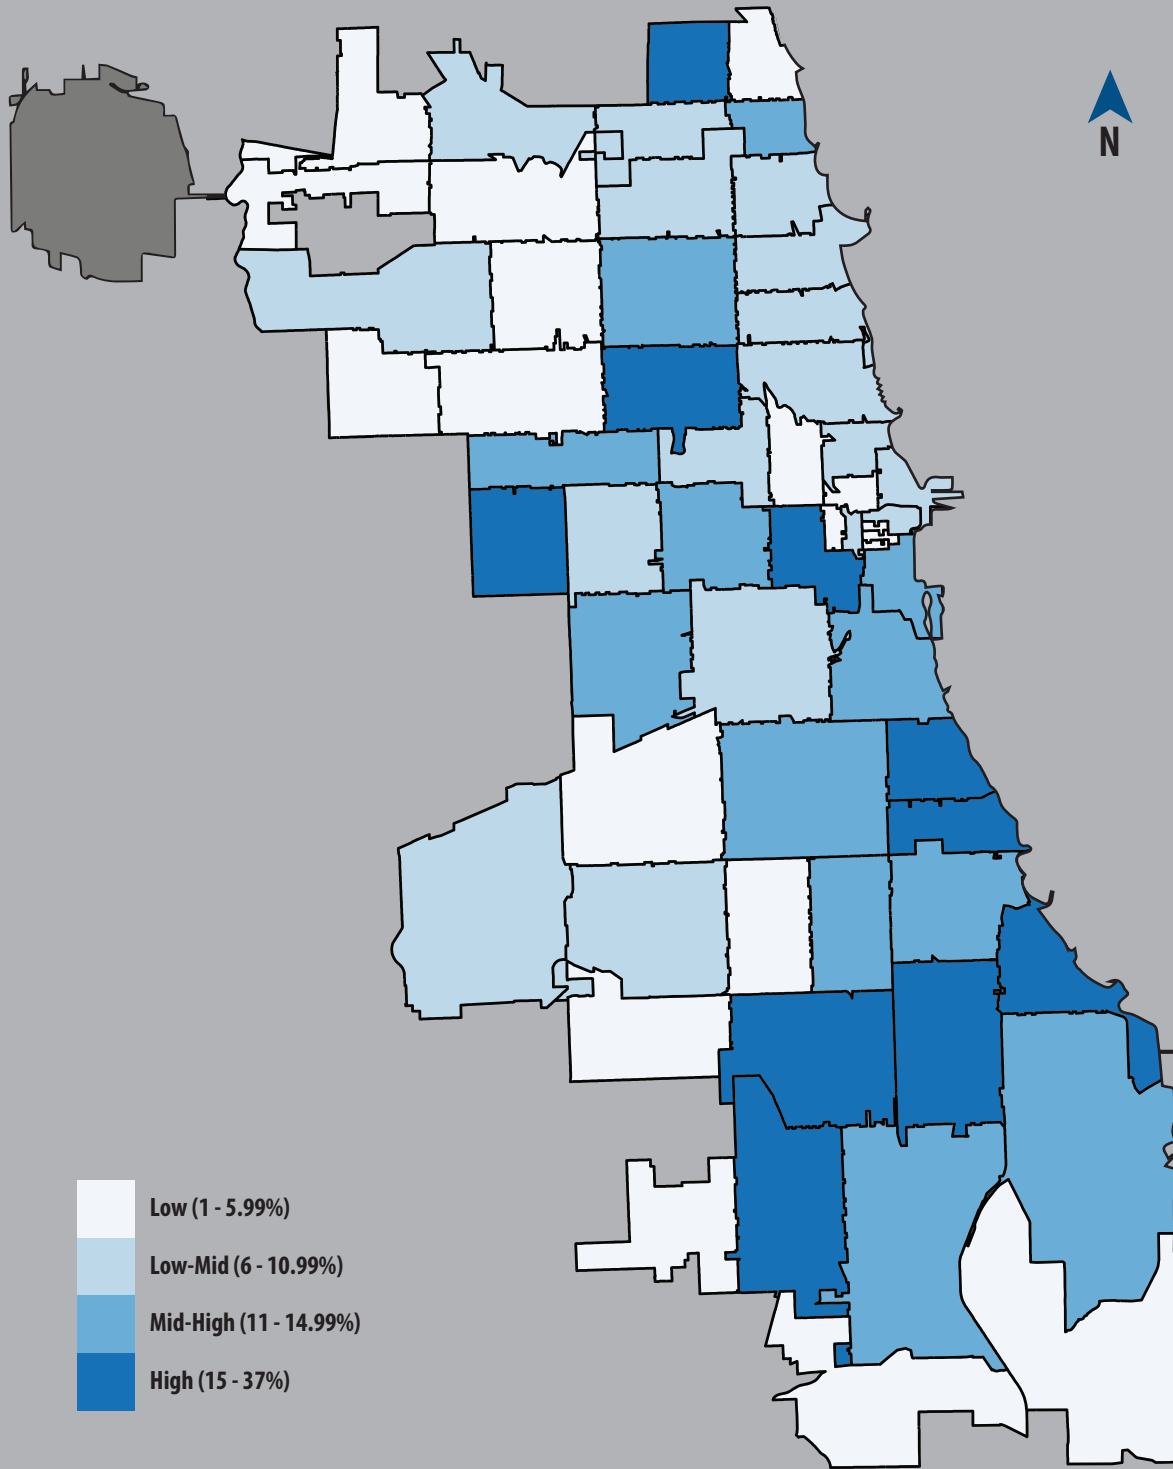 N
Low (1 - 5.99%)
Low-Mid (6 - 10.99%)
Mid-High (11 - 14.99%)
High (15 - 37%)